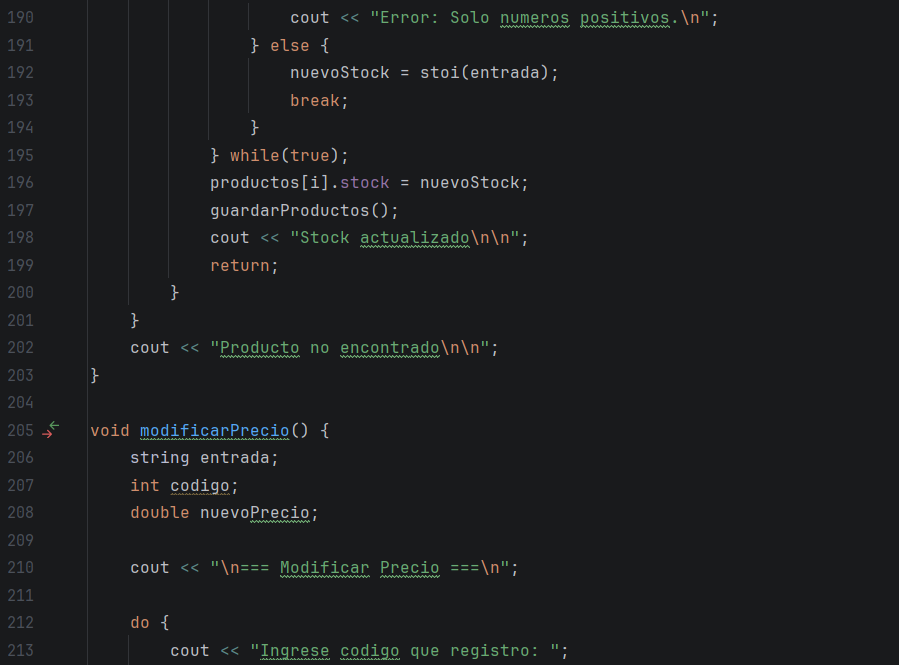 190 cout << "Error: Solo numeros positivos.\n";
191 } else {
192 nuevoStock = stoi(entrada);
193 break;
194 }
195 } while(true);
196 productos[i].stock = nuevoStock;
197 guardarProductos();
198 cout << "Stock actualizado\n\n";
199 return;
200 }
201 }
202 cout << "Producto no encontrado\n\n";
203 }
204
205 void modificarPrecio() {
206 string entrada;
207 int codigo;
208 double nuevoPrecio;
209
210 cout << "\n=== Modificar Precio ===\n";
211
212 do {
213 cout << "Ingrese codigo que registro: ";